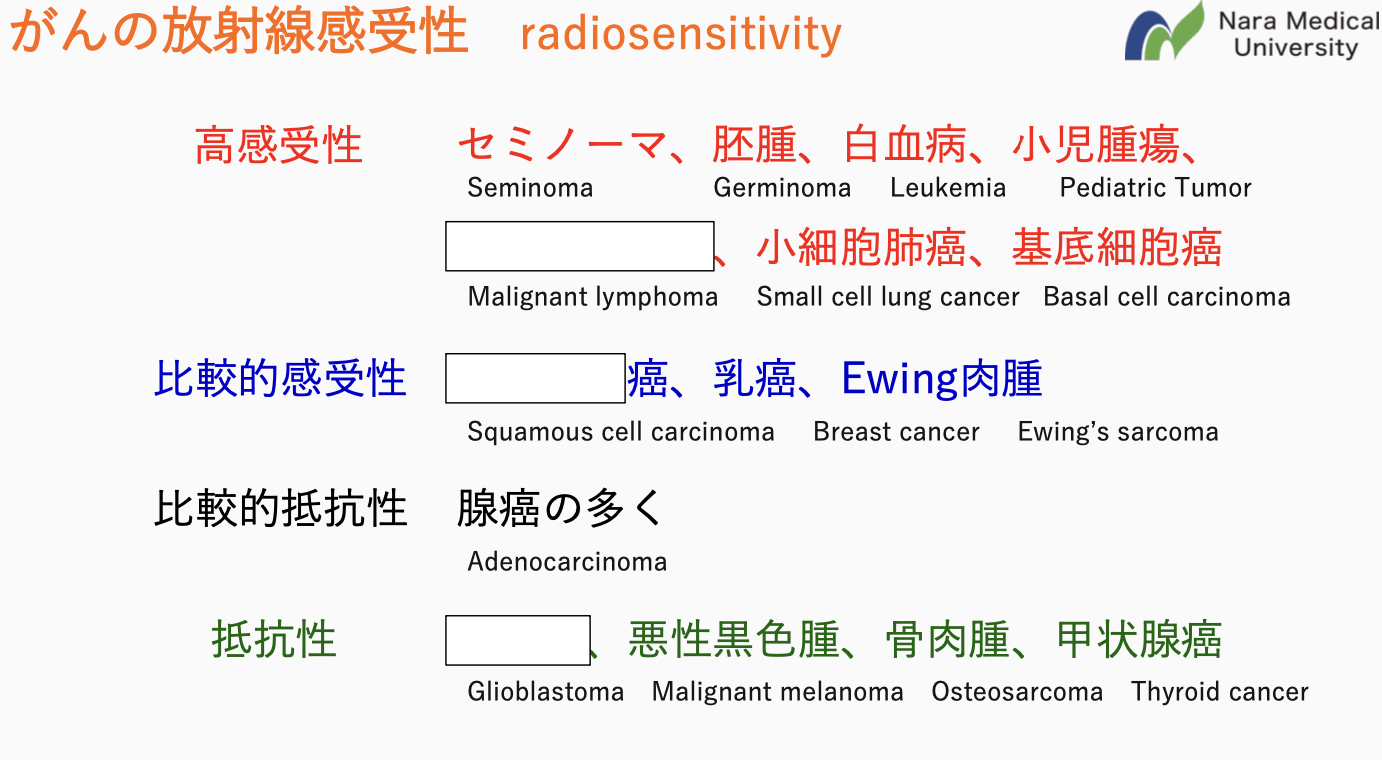 がんの放射線感受性 radiosensitivity
Nara Medical
University
高感受性 セミノーマ、胚腫、白血病、小児腫瘍、
Seminoma Germinoma Leukemia Pediatric Tumor
、小細胞肺癌、基底細胞癌
Malignant lymphoma Small cell lung cancer Basal cell carcinoma
比較的感受性 癌、乳癌、Ewing肉腫
Squamous cell carcinoma Breast cancer Ewing’s sarcoma
比較的抵抗性 腺癌の多く
Adenocarcinoma
抵抗性 、悪性黒色腫、骨肉腫、甲状腺癌
Glioblastoma Malignant melanoma Osteosarcoma Thyroid cancer